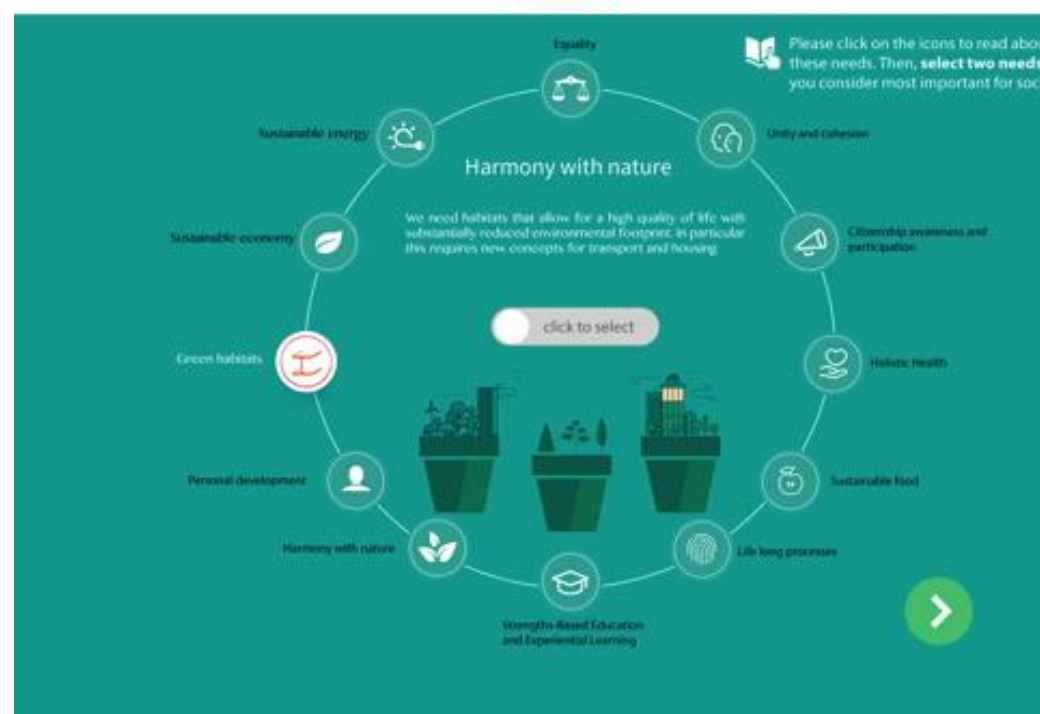 Equality
Please click on the icons to read abou
these needs. Then, select two needs
you consider most important for soc
Sustainable energy
Unity and cohesion
Harmony with nature
We need habitats that allow for a high quality of life with
substantially reduced environmental footprint. In particular
this requires new concepts for transport and housing
Sustainable economy
Citizenship awareness and
participation
click to select
Green habitats
Holistic Health
Personal development
Sustainable food
Harmony with nature
Life long processes
Strengths-Based Education
and Experiential Learning